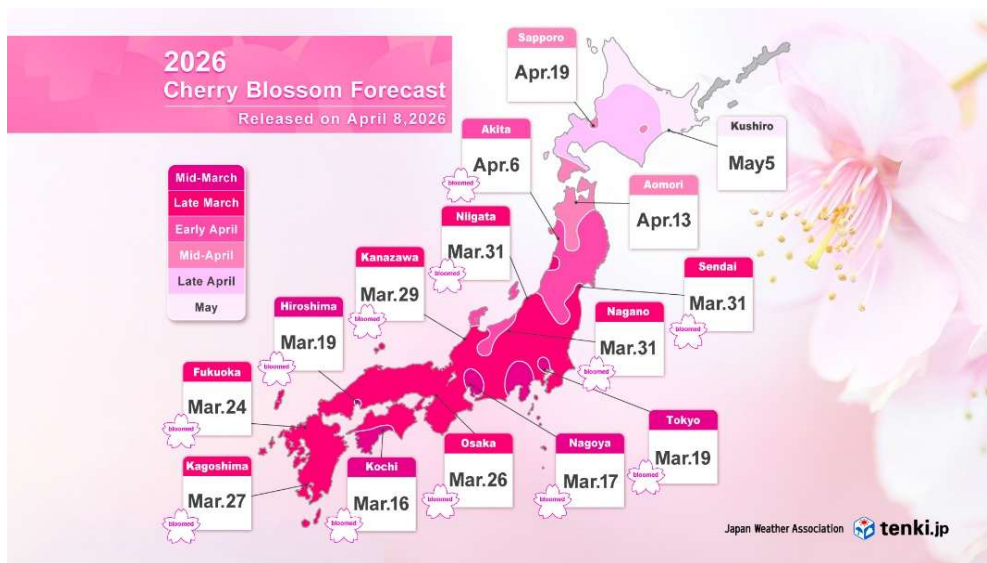 2026
Cherry Blossom Forecast
Released on April 8,2026
Mid-March
Late March
Early April
Mid-April
Late April
May
Sapporo
Apr.19
Kushiro
May5
Akita
Apr.6
bloomed
Aomori
Apr.13
Niigata
Mar.31
bloomed
Kanazawa
Mar.29
bloomed
Sendai
Mar.31
bloomed
Hiroshima
Mar.19
bloomed
Nagano
Mar.31
bloomed
Fukuoka
Mar.24
bloomed
Tokyo
Mar.19
bloomed
Kagoshima
Mar.27
bloomed
Kochi
Mar.16
bloomed
Osaka
Mar.26
bloomed
Nagoya
Mar.17
bloomed
Japan Weather Association tenki.jp